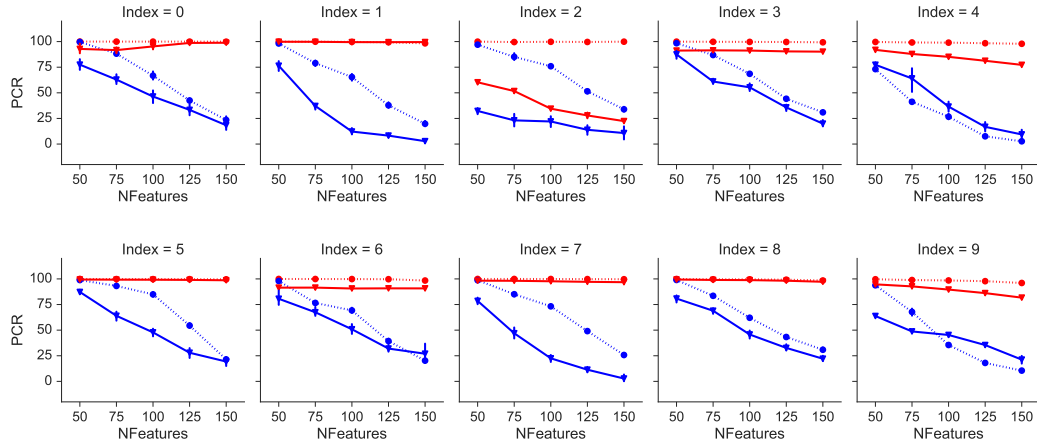 Index = 0 Index = 1 Index = 2 Index = 3 Index = 4
100
75
50
25
0
PCR
50 75 100 125 150 50 75 100 125 150 50 75 100 125 150 50 75 100 125 150 50 75 100 125 150
NFeatures NFeatures NFeatures NFeatures NFeatures
Index = 5 Index = 6 Index = 7 Index = 8 Index = 9
100
75
50
25
0
PCR
50 75 100 125 150 50 75 100 125 150 50 75 100 125 150 50 75 100 125 150 50 75 100 125 150
NFeatures NFeatures NFeatures NFeatures NFeatures